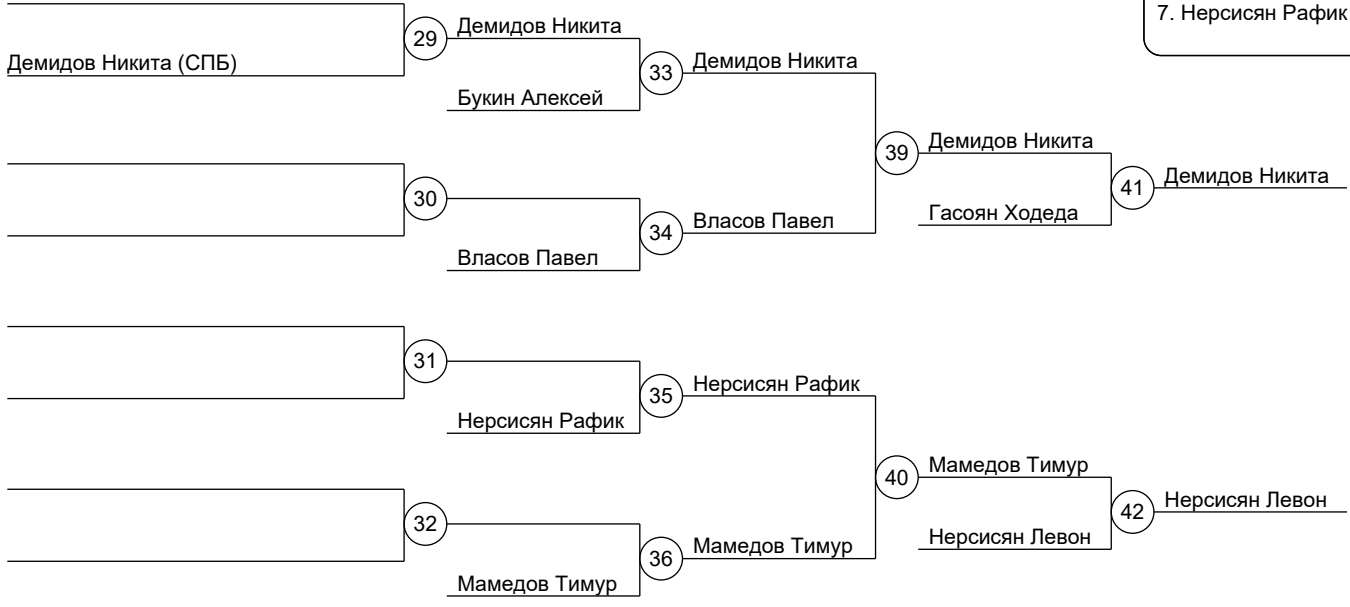 7. Нерсисян Рафик
29
Демидов Никита
Демидов Никита (СПБ)
33
Демидов Никита
Букин Алексей
39
Демидов Никита
41
Демидов Никита
30
Гасоян Ходеда
34
Власов Павел
Власов Павел
31
35
Нерсисян Рафик
Нерсисян Рафик
40
Мамедов Тимур
42
Нерсисян Левон
32
Нерсисян Левон
36
Мамедов Тимур
Мамедов Тимур